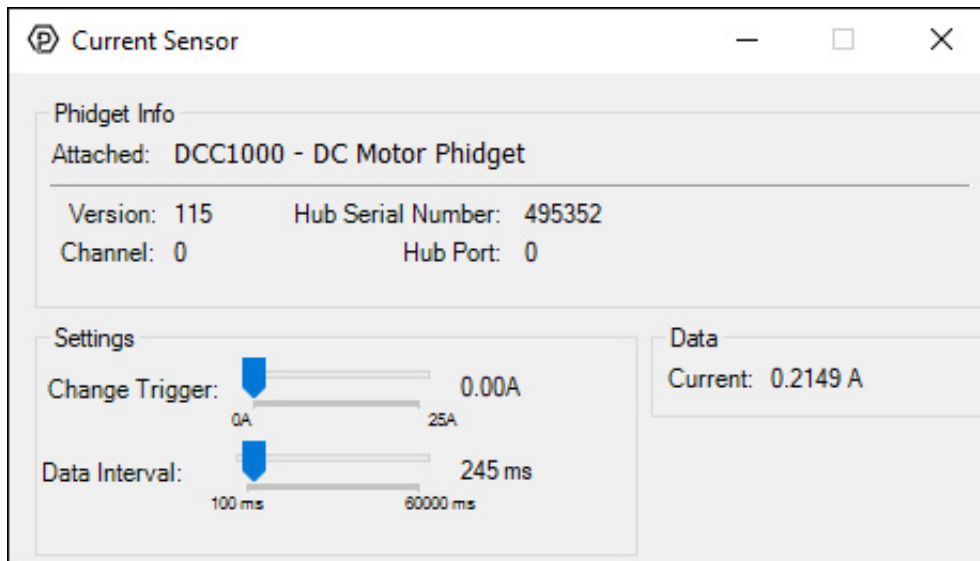 Current Sensor
Phidget Info
Attached: DCC1000 - DC Motor Phidget
Version: 115 Hub Serial Number: 495352
Channel: 0 Hub Port: 0
Settings
Change Trigger: 0.00A
0A 25A
Data Interval: 245 ms
100 ms 60000 ms
Data
Current: 0.2149 A